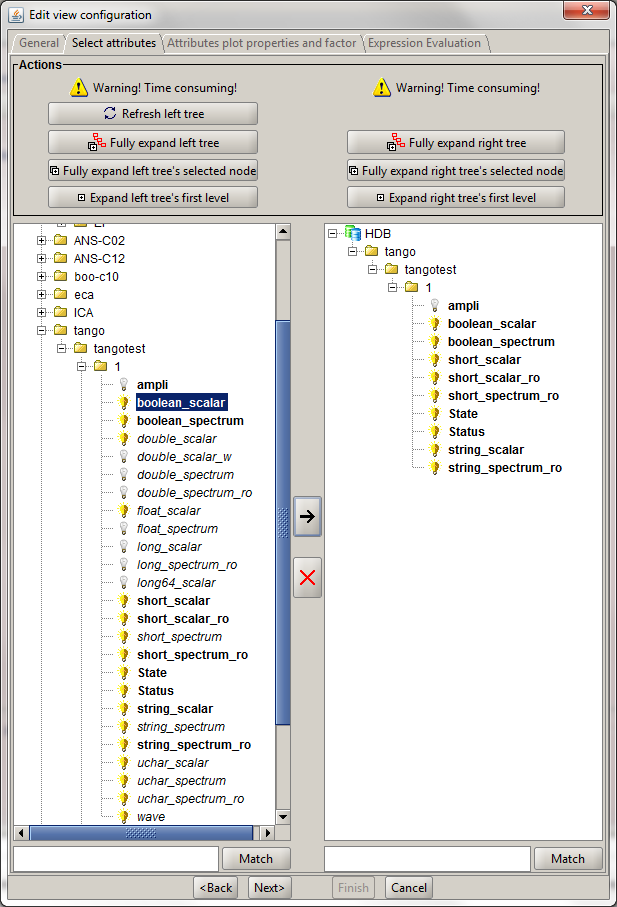 Edit view configuration
General
Select attributes
Attributes plot properties and factor
Expression Evaluation
Actions
Warning! Time consuming!
Refresh left tree
Fully expand left tree
Fully expand left tree's selected node
Expand left tree's first level
Warning! Time consuming!
Fully expand right tree
Fully expand right tree's selected node
Expand right tree's first level
ANS-C02
ANS-C12
boo-c10
eca
ICA
tango
tangotest
1
ampli
boolean_scalar
boolean_spectrum
double_scalar
double_scalar_w
double_spectrum
double_spectrum_ro
float_scalar
float_spectrum
long_scalar
long_spectrum_ro
long64_scalar
short_scalar
short_scalar_ro
short_spectrum
short_spectrum_ro
State
Status
string_scalar
string_spectrum
string_spectrum_ro
uchar_scalar
uchar_spectrum
uchar_spectrum_ro
wave
Match
HDB
tango
tangotest
1
ampli
boolean_scalar
boolean_spectrum
short_scalar
short_scalar_ro
short_spectrum_ro
State
Status
string_scalar
string_spectrum_ro
Match
<Back
Next>
Finish
Cancel